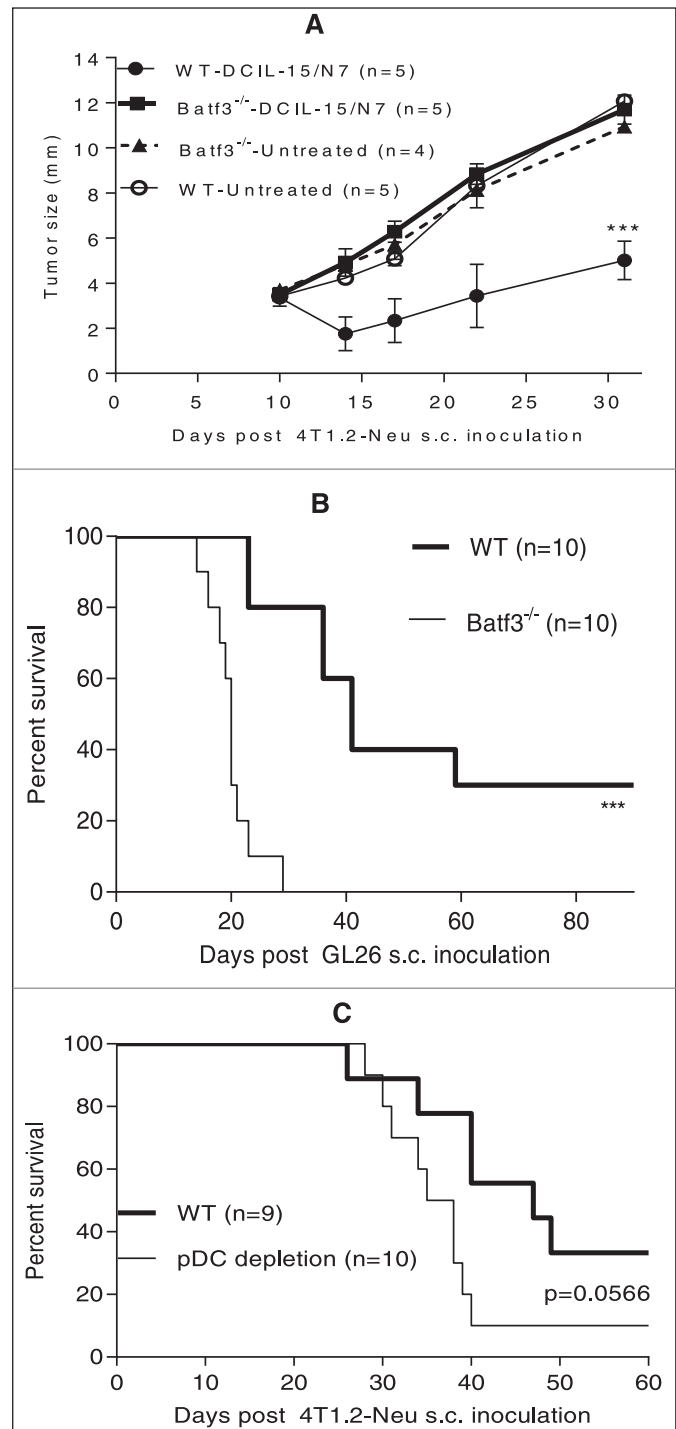 A
14
12
10
8
6
4
2
0
Tumor size (mm)
WT-DCIL-15/N7 (n=5)
Batf3-/--DCIL-15/N7 (n=5)
Batf3-/--Untreated (n=4)
WT-Untreated (n=5)
***
0 5 10 15 20 25 30
Days post 4T1.2-Neu s.c. inoculation
B
100
80
60
40
20
0
Percent survival
WT (n=10)
Batf3-/- (n=10)
***
0 20 40 60 80
Days post GL26 s.c. inoculation
C
100
80
60
40
20
0
Percent survival
WT (n=9)
pDC depletion (n=10)
p=0.0566
0 10 20 30 40 50 60
Days post 4T1.2-Neu s.c. inoculation